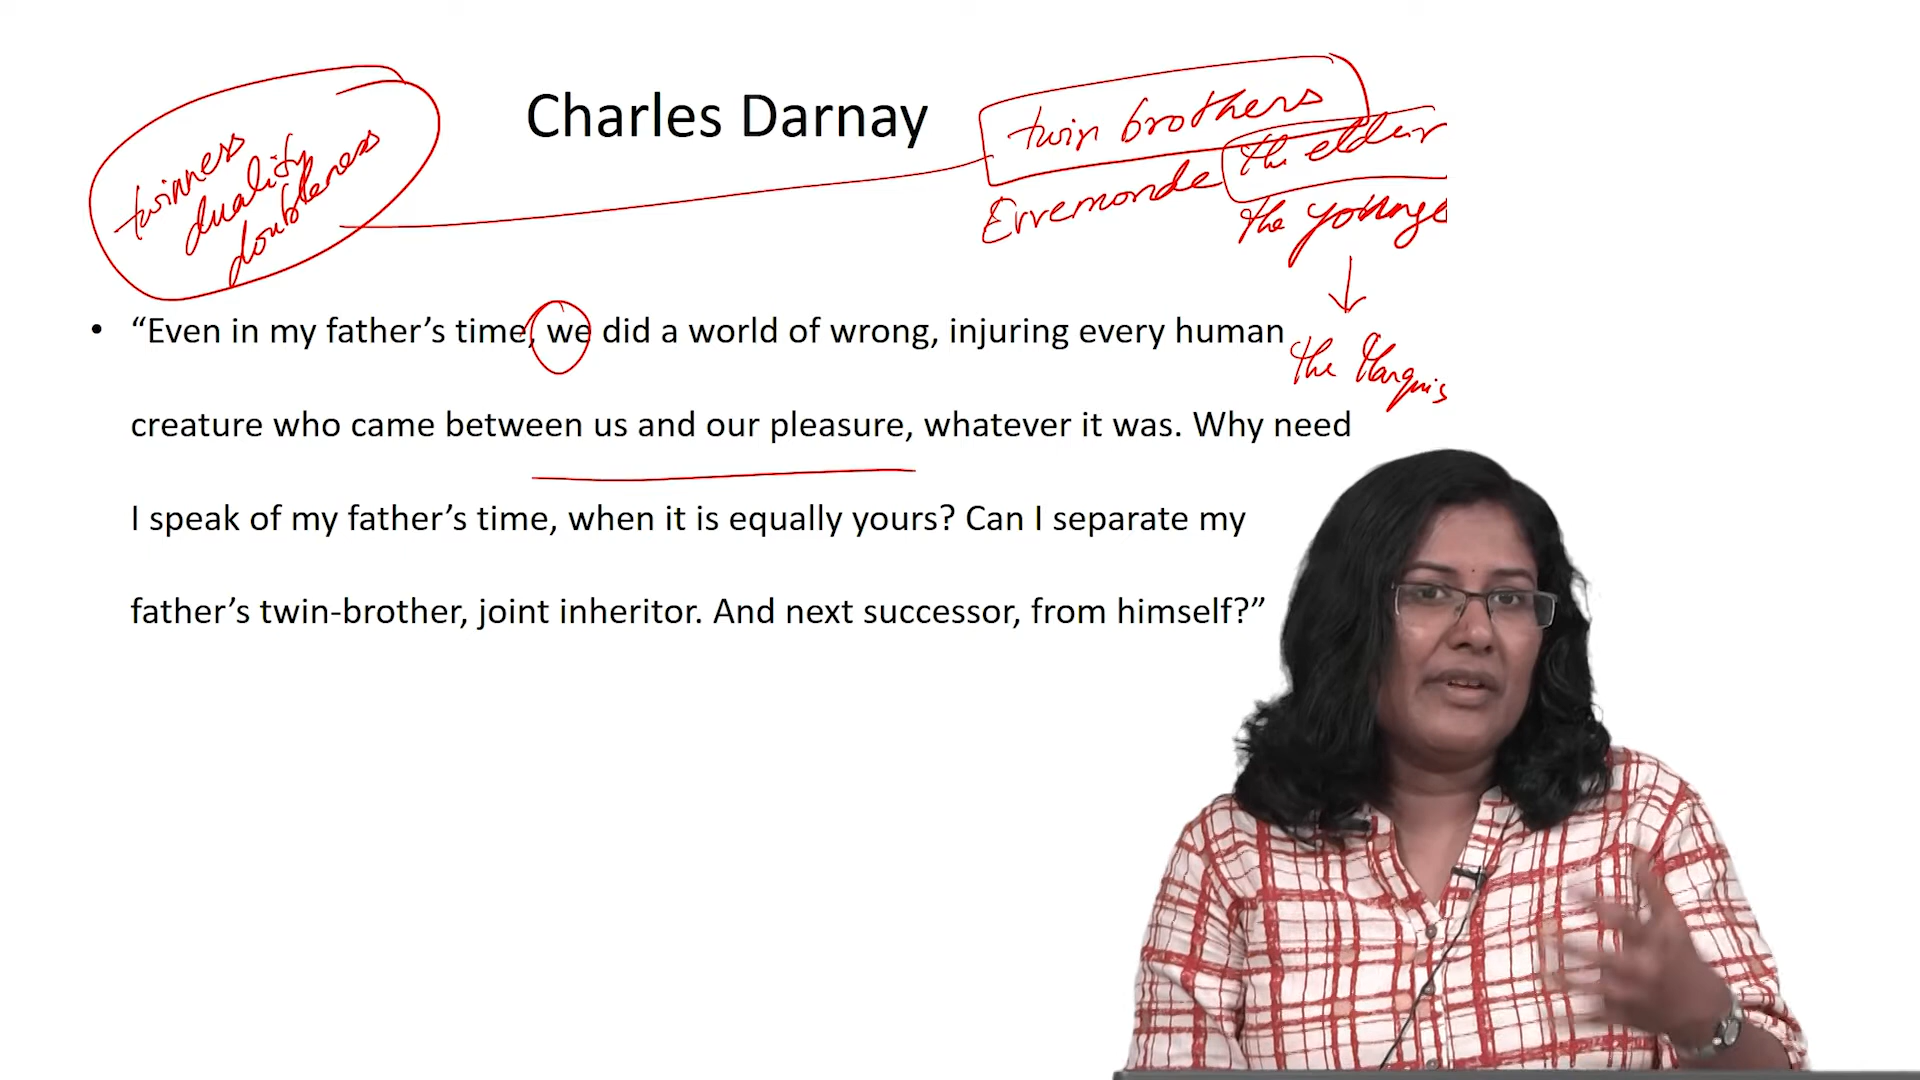 Charles Darnay
twinness
duality
doubleness
twin brothers
Evremonde the elder
the younge
the Marquis
• “Even in my father’s time, we did a world of wrong, injuring every human
creature who came between us and our pleasure, whatever it was. Why need
I speak of my father’s time, when it is equally yours? Can I separate my
father’s twin-brother, joint inheritor. And next successor, from himself?”